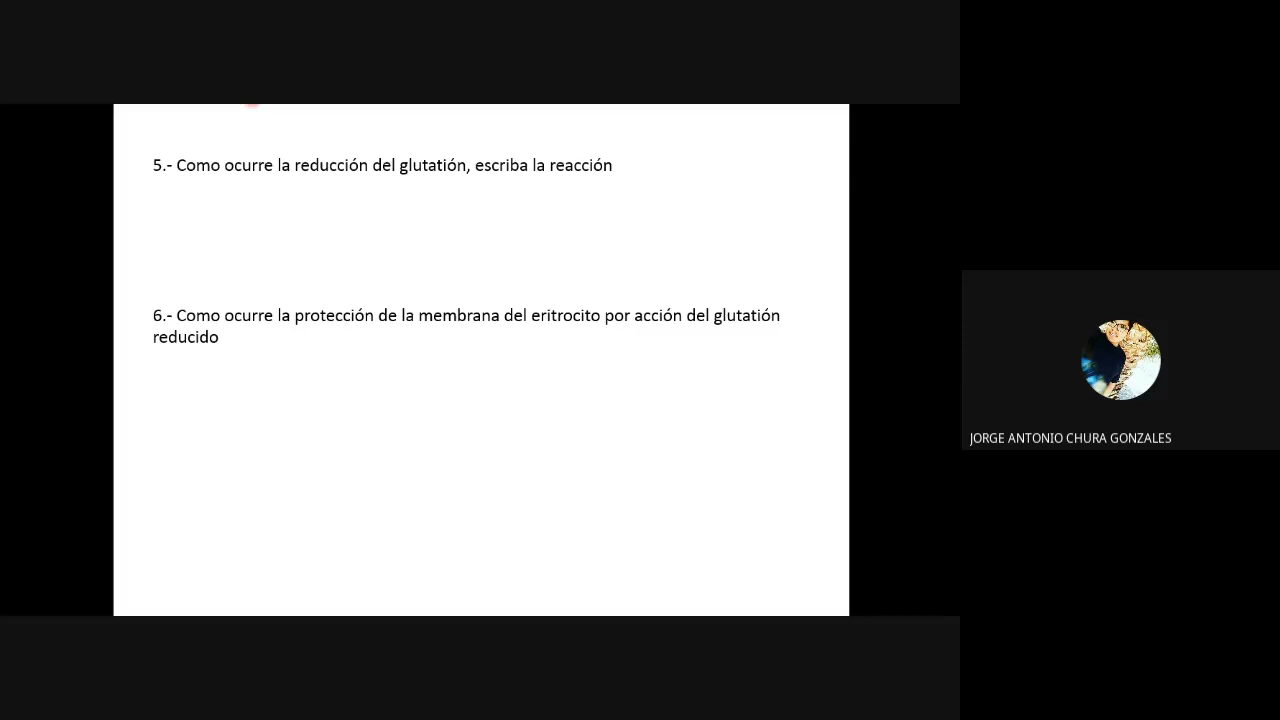 5.- Como ocurre la reducción del glutatión, escriba la reacción
6.- Como ocurre la protección de la membrana del eritrocito por acción del glutatión
reducido
JORGE ANTONIO CHURA GONZALES